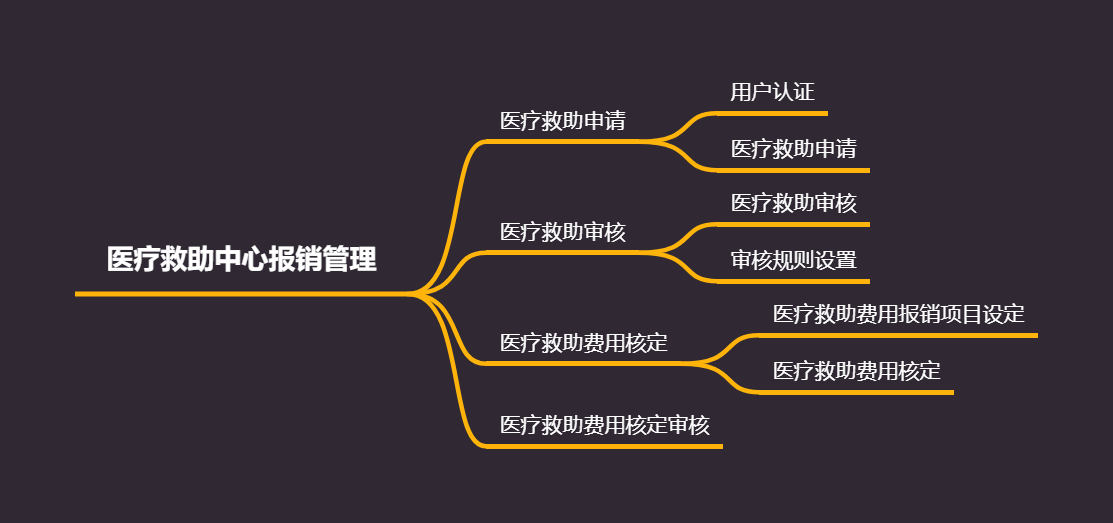 医疗救助中心报销管理
医疗救助申请
用户认证
医疗救助申请
医疗救助审核
医疗救助审核
审核规则设置
医疗救助费用核定
医疗救助费用报销项目设定
医疗救助费用核定
医疗救助费用核定审核